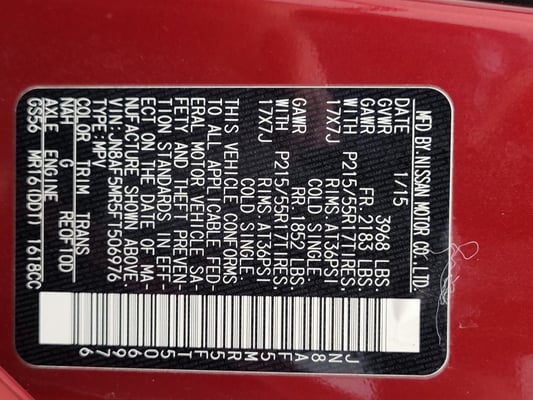 MFD BY NISSAN MOTOR CO., LTD.
DATE 1/15
GVWR 3968 LBS
GAWR FR. 2183 LBS
WITH P215/55R17TIRES.
17X7J RIMS. AT36PSI
COLD SINGLE.
GAWR RR. 1852 LBS
WITH P215/55R17TIRES.
17X7J RIMS. AT36PSI
COLD SINGLE.
THIS VEHICLE CONFORMS
TO ALL APPLICABLE FED-
ERAL MOTOR VEHICLE SA-
FETY AND THEFT PREVEN-
TION STANDARDS IN EFF-
ECT ON THE DATE OF MA-
NUFACTURE SHOWN ABOVE
VIN:JN8AF5MR5FT506976
TYPE:MPV
COLOR TRIM TRANS
NAH G RE0F10D
AXLE ENGINE
GS56 MR16(DDT) 1618CC
JN8AF5MR5FT506976